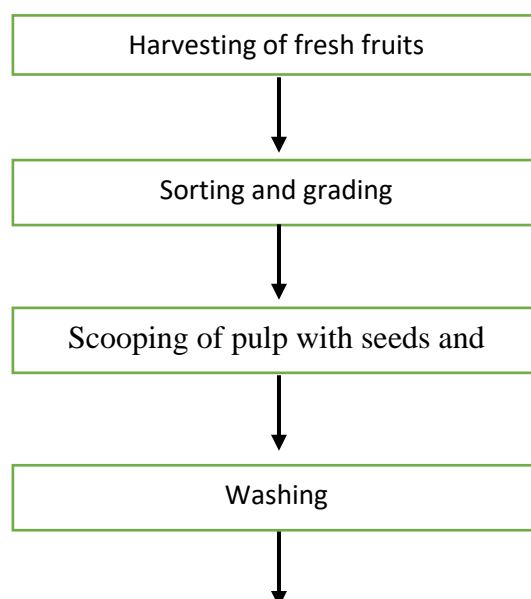 Harvesting of fresh fruits
Sorting and grading
Scooping of pulp with seeds and
Washing